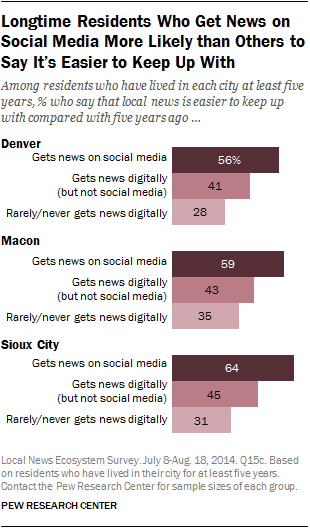 Longtime Residents Who Get News on
Social Media More Likely than Others to
Say It's Easier to Keep Up With
Among residents who have lived in each city at least five
years, % who say that local news is easier to keep up
with compared with five years ago ...
Denver
Gets news on social media 56%
Gets news digitally
(but not social media) 41
Rarely/never gets news digitally 28
Macon
Gets news on social media 59
Gets news digitally
(but not social media) 43
Rarely/never gets news digitally 35
Sioux City
Gets news on social media 64
Gets news digitally
(but not social media) 45
Rarely/never gets news digitally 31
Local News Ecosystem Survey. July 8-Aug. 18, 2014. Q15c. Based
on residents who have lived in their city for at least five years.
Contact the Pew Research Center for sample sizes of each group.
PEW RESEARCH CENTER